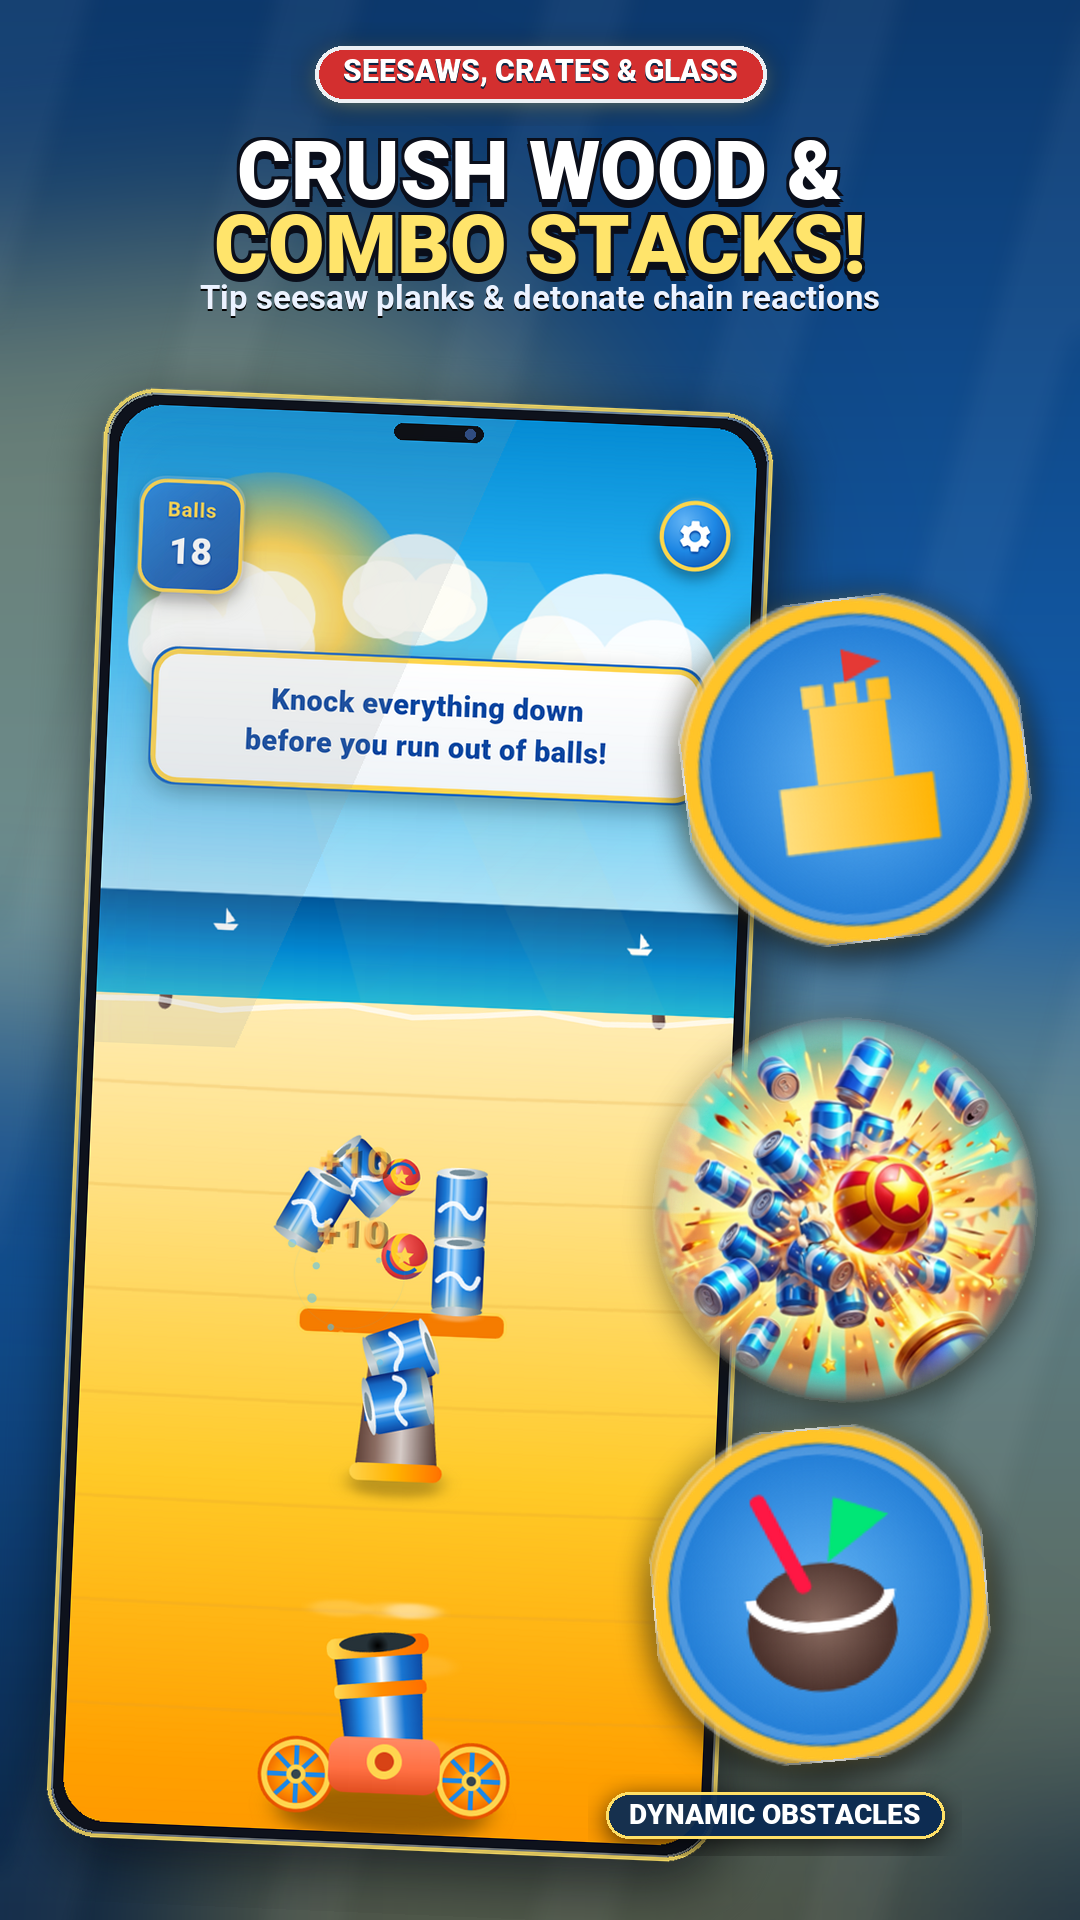 SEESAWS, CRATES & GLASS
CRUSH WOOD &
COMBO STACKS!
Tip seesaw planks & detonate chain reactions
Balls
18
Knock everything down
before you run out of balls!
+10
+10
DYNAMIC OBSTACLES